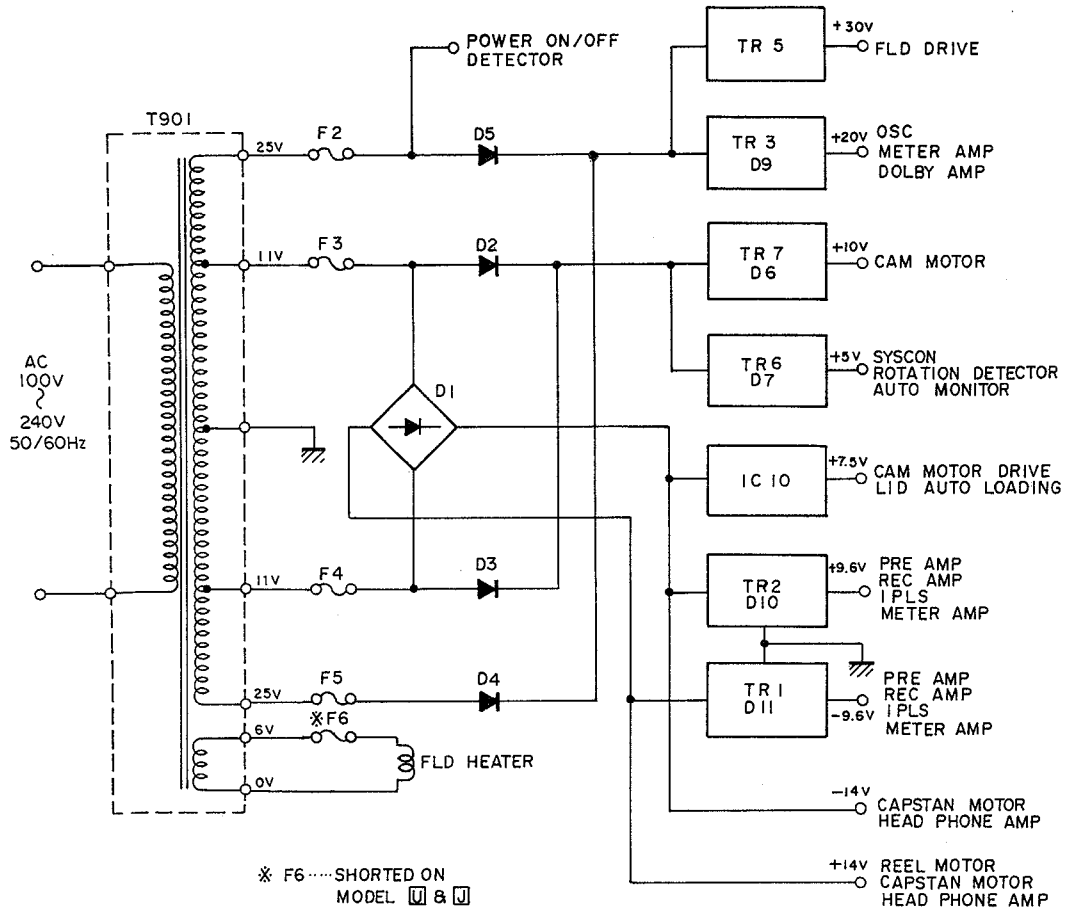 POWER ON/OFF
DETECTOR
TR 5
+30V
FLD DRIVE
T901
25V
F2
D5
TR 3
D9
+20V
OSC
METER AMP
DOLBY AMP
11V
F3
D2
TR 7
D6
+10V
CAM MOTOR
AC
100V
~
240V
50/60Hz
D1
TR6
D7
+5V
SYSCON
ROTATION DETECTOR
AUTO MONITOR
IC 10
+7.5V
CAM MOTOR DRIVE
LID AUTO LOADING
11V
F4
D3
TR2
D10
+9.6V
PRE AMP
REC AMP
IPLS
METER AMP
25V
F5
D4
TR 1
D11
-9.6V
PRE AMP
REC AMP
IPLS
METER AMP
6V
※F6
FLD HEATER
0V
-14V
CAPSTAN MOTOR
HEAD PHONE AMP
+14V
REEL MOTOR
CAPSTAN MOTOR
HEAD PHONE AMP
※ F6 ····· SHORTED ON
MODEL U & J